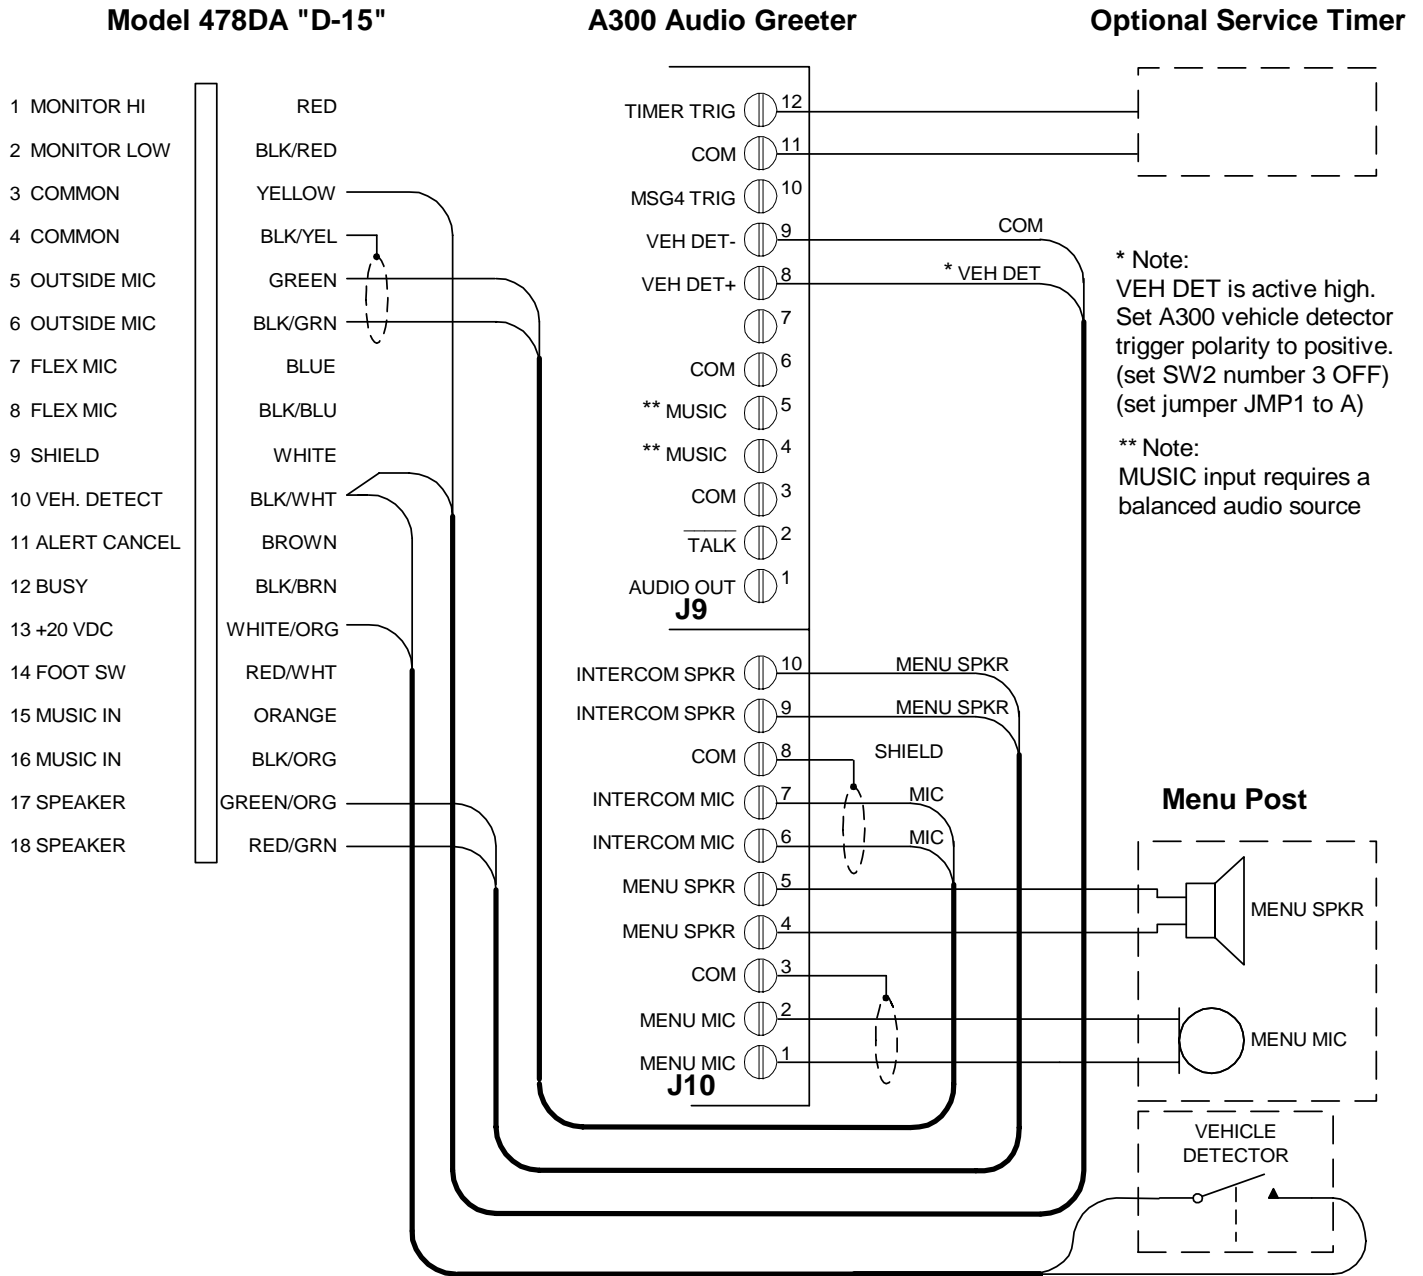 Model 478DA "D-15"
A300 Audio Greeter
Optional Service Timer
1 MONITOR HI RED
2 MONITOR LOW BLK/RED
3 COMMON YELLOW
4 COMMON BLK/YEL
5 OUTSIDE MIC GREEN
6 OUTSIDE MIC BLK/GRN
7 FLEX MIC BLUE
8 FLEX MIC BLK/BLU
9 SHIELD WHITE
10 VEH. DETECT BLK/WHT
11 ALERT CANCEL BROWN
12 BUSY BLK/BRN
13 +20 VDC WHITE/ORG
14 FOOT SW RED/WHT
15 MUSIC IN ORANGE
16 MUSIC IN BLK/ORG
17 SPEAKER GREEN/ORG
18 SPEAKER RED/GRN
TIMER TRIG 12
COM 11
MSG4 TRIG 10
VEH DET- 9 COM
VEH DET+ 8 * VEH DET
7
COM 6
** MUSIC 5
** MUSIC 4
COM 3
TALK 2
AUDIO OUT 1
J9
INTERCOM SPKR 10 MENU SPKR
INTERCOM SPKR 9 MENU SPKR
COM 8 SHIELD
INTERCOM MIC 7 MIC
INTERCOM MIC 6 MIC
MENU SPKR 5
MENU SPKR 4
COM 3
MENU MIC 2
MENU MIC 1
J10
* Note:
VEH DET is active high.
Set A300 vehicle detector
trigger polarity to positive.
(set SW2 number 3 OFF)
(set jumper JMP1 to A)
** Note:
MUSIC input requires a
balanced audio source
Menu Post
MENU SPKR
MENU MIC
VEHICLE
DETECTOR